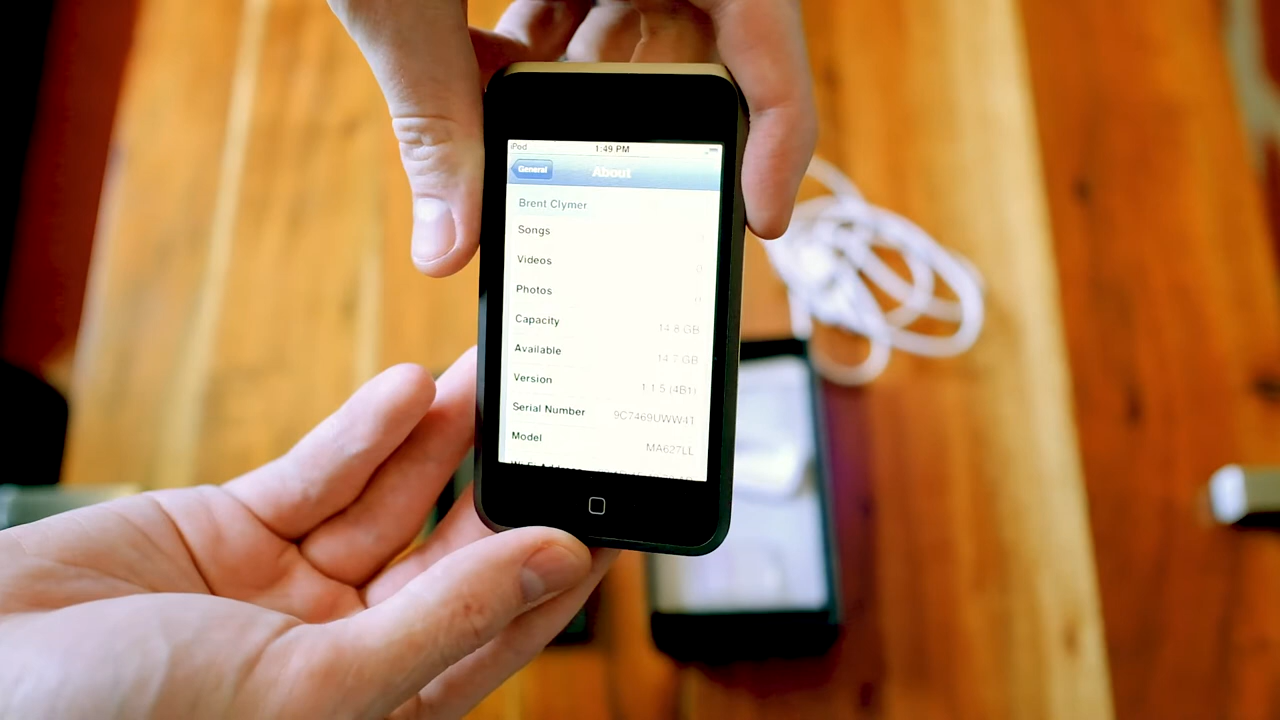 iPod 1:49 PM
General About
Brent Clymer
Songs
Videos
Photos
Capacity 14.8 GB
Available 14.7 GB
Version 1.1.5 (4B1)
Serial Number 9C7469UWW41
Model MA627LL